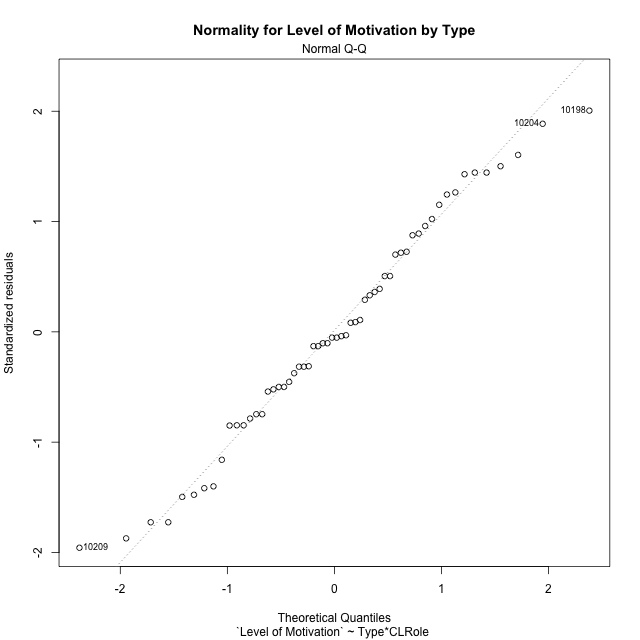 Normality for Level of Motivation by Type
Normal Q-Q
Standardized residuals
2
1
0
-1
-2
10198
10204
10209
-2
-1
0
1
2
Theoretical Quantiles
`Level of Motivation` ~ Type*CLRole